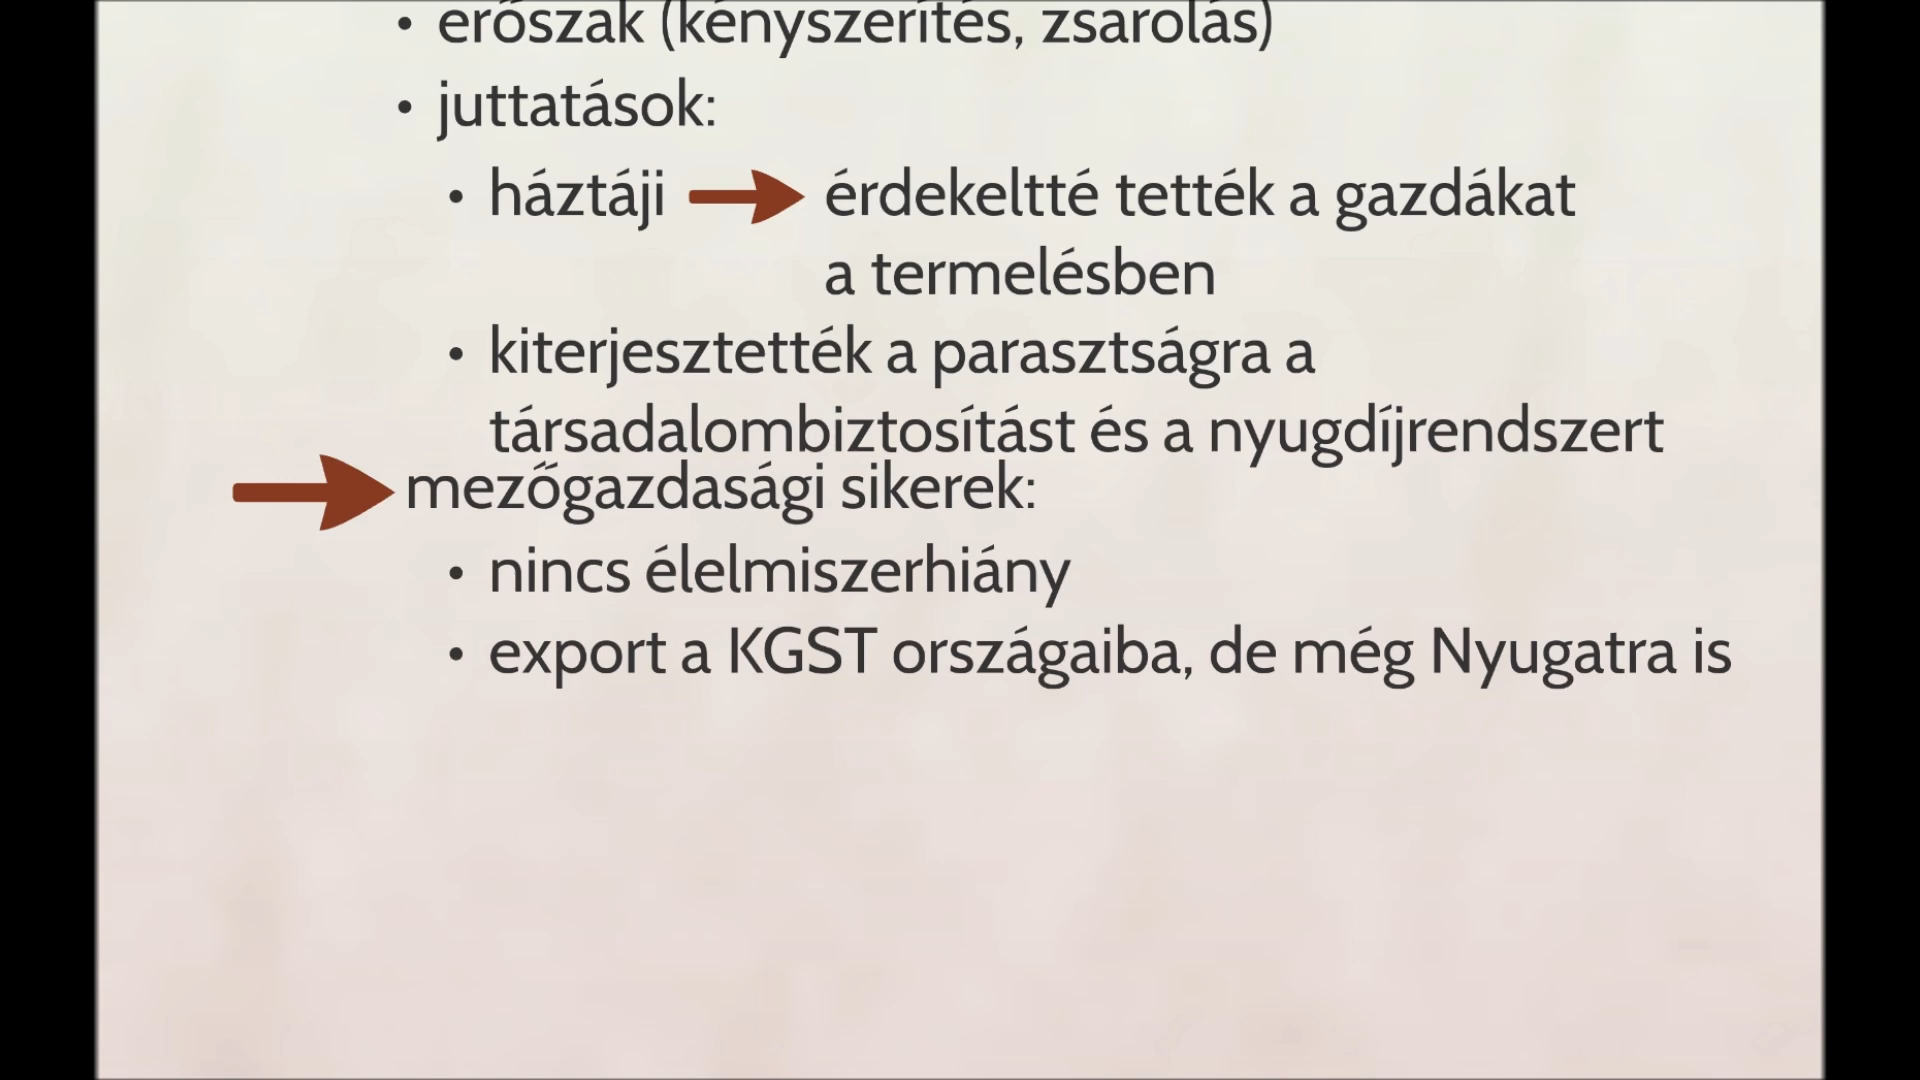 • erőszak (kényszerítés, zsarolás)
• juttatások:
• háztáji → érdekeltté tették a gazdákat
a termelésben
• kiterjesztették a parasztságra a
társadalombiztosítást és a nyugdíjrendszert
→ mezőgazdasági sikerek:
• nincs élelmiszerhiány
• export a KGST országaiba, de még Nyugatra is